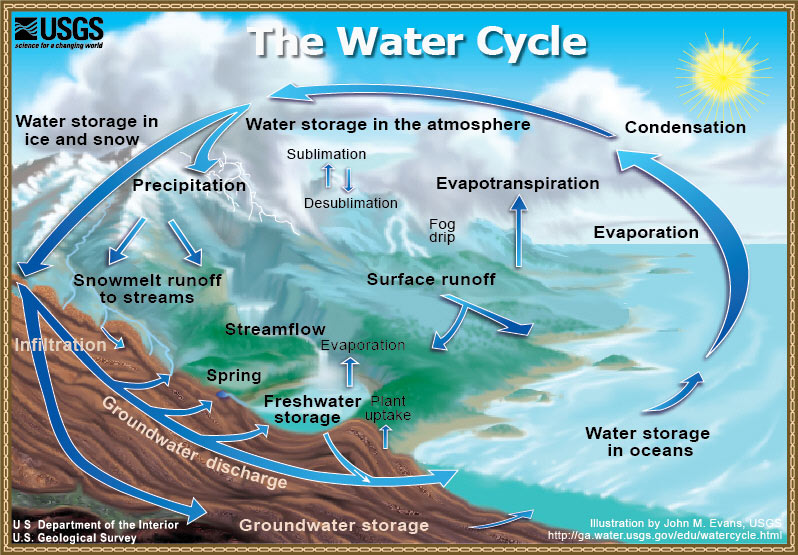 USGS
science for a changing world
The Water Cycle
Water storage in
ice and snow
Water storage in the atmosphere
Condensation
Sublimation
Precipitation
Evapotranspiration
Desublimation
Fog
drip
Evaporation
Snowmelt runoff
to streams
Surface runoff
Streamflow
Infiltration
Evaporation
Spring
Freshwater
storage
Plant
uptake
Groundwater discharge
Water storage
in oceans
Groundwater storage
U S Department of the Interior
U.S. Geological Survey
Illustration by John M. Evans, USGS
http://ga.water.usgs.gov/edu/watercycle.html